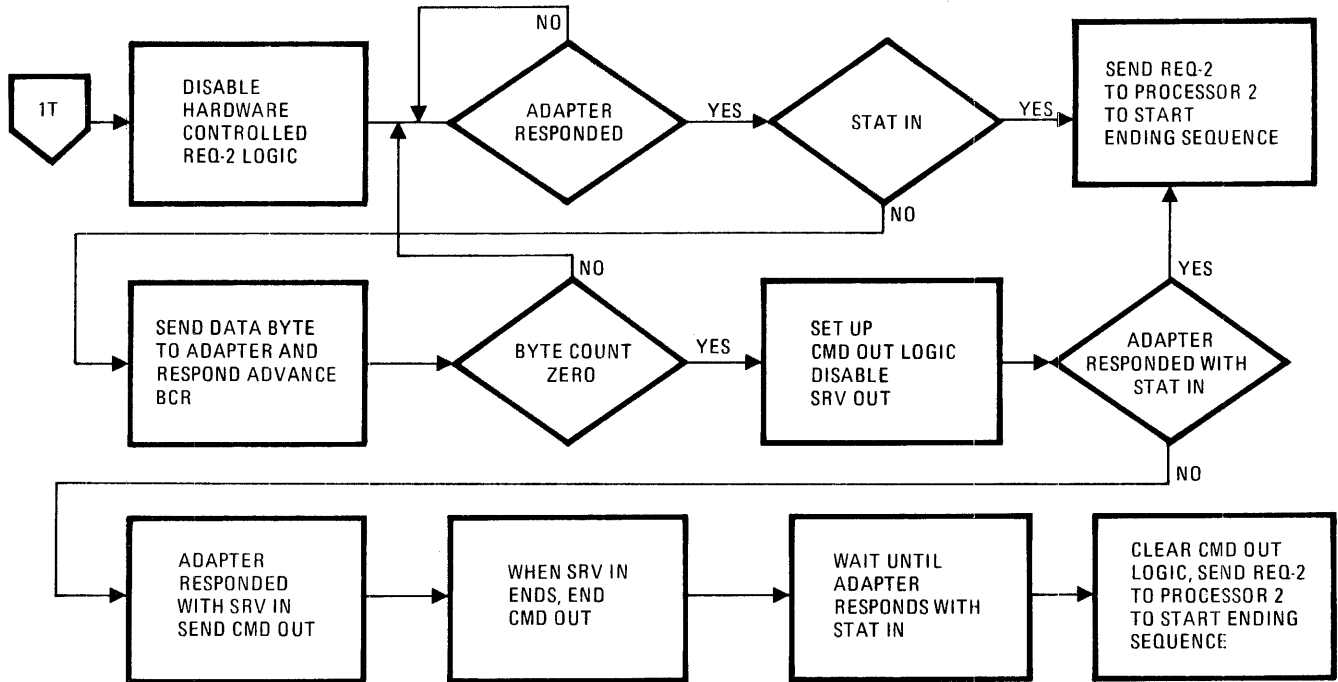 NO
1T
DISABLE
HARDWARE
CONTROLLED
REQ-2 LOGIC
ADAPTER
RESPONDED
YES
STAT IN
YES
SEND REQ-2
TO PROCESSOR 2
TO START
ENDING SEQUENCE
NO
NO
YES
SEND DATA BYTE
TO ADAPTER AND
RESPOND ADVANCE
BCR
BYTE COUNT
ZERO
YES
SET UP
CMD OUT LOGIC
DISABLE
SRV OUT
ADAPTER
RESPONDED WITH
STAT IN
NO
ADAPTER
RESPONDED
WITH SRV IN
SEND CMD OUT
WHEN SRV IN
ENDS, END
CMD OUT
WAIT UNTIL
ADAPTER
RESPONDS WITH
STAT IN
CLEAR CMD OUT
LOGIC, SEND REQ-2
TO PROCESSOR 2
TO START ENDING
SEQUENCE